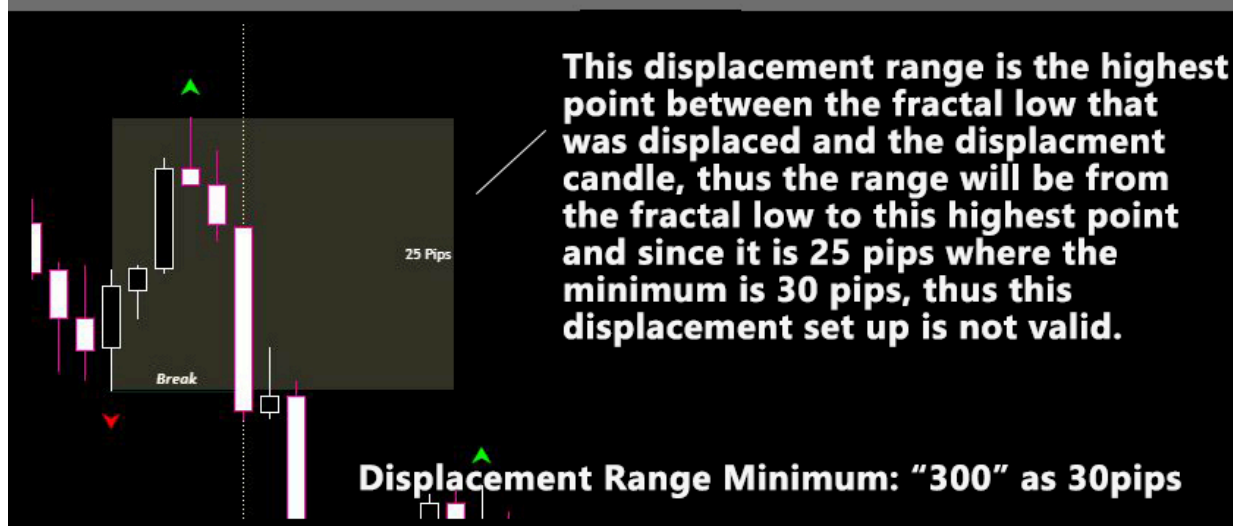 This displacement range is the highest
point between the fractal low that
was displaced and the displacment
candle, thus the range will be from
the fractal low to this highest point
and since it is 25 pips where the
minimum is 30 pips, thus this
displacement set up is not valid.
25 Pips
Break
Displacement Range Minimum: “300” as 30pips